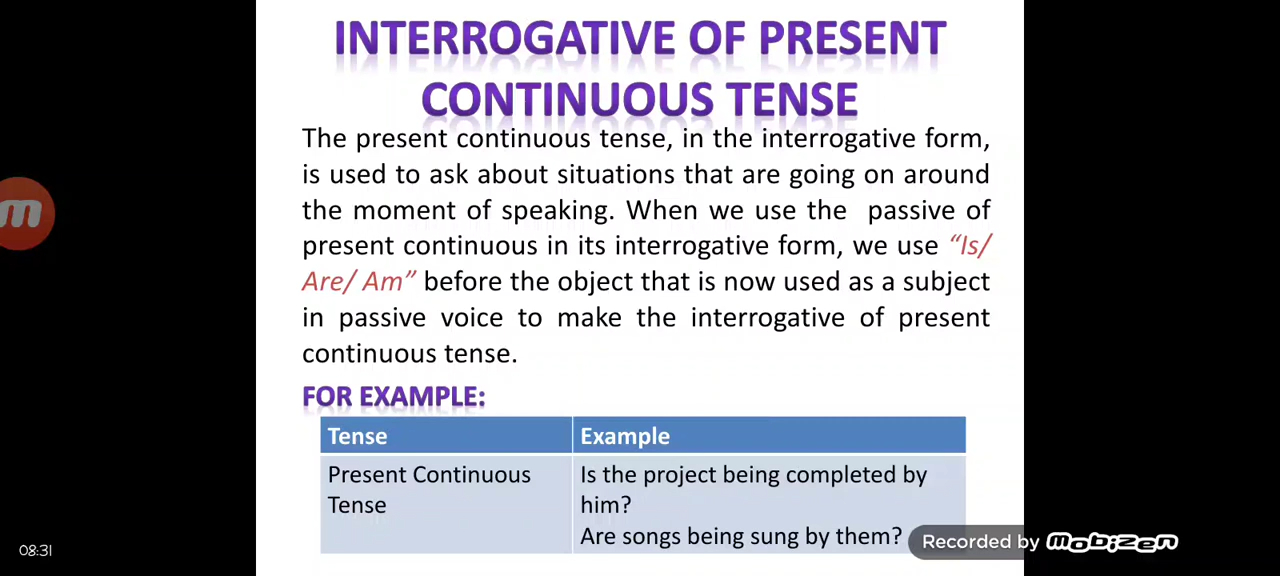 INTERROGATIVE OF PRESENT
CONTINUOUS TENSE
The present continuous tense, in the interrogative form,
is used to ask about situations that are going on around
the moment of speaking. When we use the passive of
present continuous in its interrogative form, we use “Is/
Are/ Am” before the object that is now used as a subject
in passive voice to make the interrogative of present
continuous tense.
FOR EXAMPLE:
Tense
Example
Present Continuous
Tense
Is the project being completed by
him?
Are songs being sung by them?
08:31
Recorded by mobizen